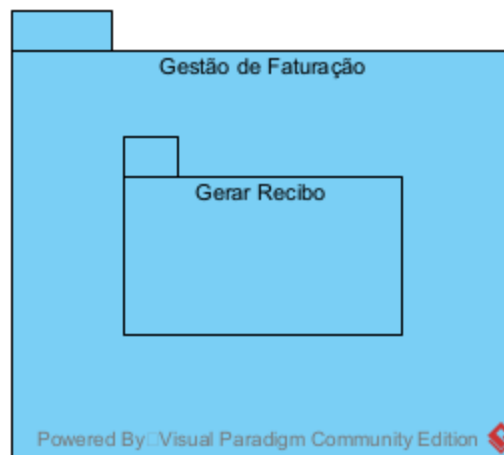 Gestão de Faturação
Gerar Recibo
Powered By Visual Paradigm Community Edition